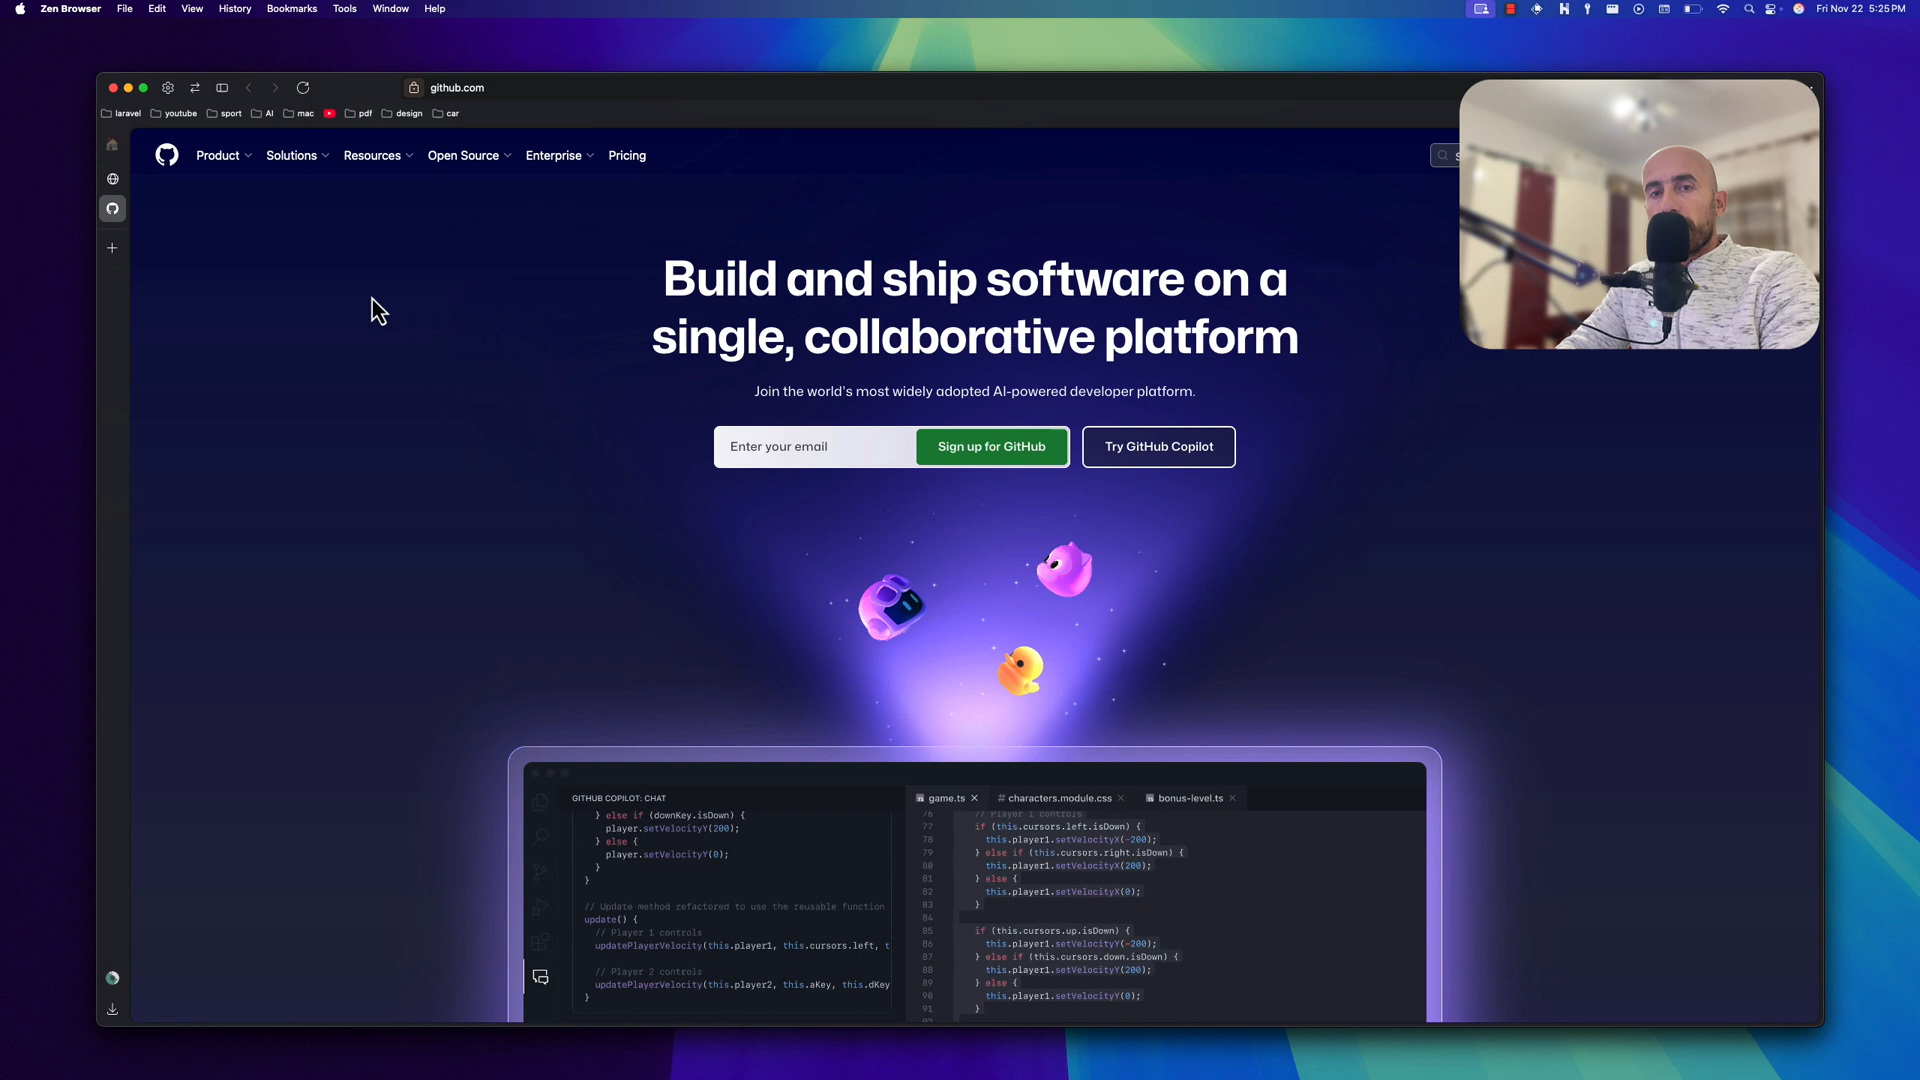 Zen Browser File Edit View History Bookmarks Tools Window Help
Fri Nov 22 5:25 PM
github.com
laravel youtube sport AI mac pdf design car
Product Solutions Resources Open Source Enterprise Pricing
Build and ship software on a
single, collaborative platform
Join the world's most widely adopted AI-powered developer platform.
Enter your email
Sign up for GitHub
Try GitHub Copilot
GITHUB COPILOT: CHAT
} else if (downKey.isDown) {
player.setVelocityY(200);
} else {
player.setVelocityY(0);
}
}
// Update method refactored to use the reusable function
update() {
// Player 1 controls
updatePlayerVelocity(this.player1, this.cursors.left, t
// Player 2 controls
updatePlayerVelocity(this.player2, this.aKey, this.dKey
}
game.ts
# characters.module.css
bonus-level.ts
76 // Player 1 controls
77 if (this.cursors.left.isDown) {
78 this.player1.setVelocityX(-200);
79 } else if (this.cursors.right.isDown) {
80 this.player1.setVelocityX(200);
81 } else {
82 this.player1.setVelocityX(0);
83 }
84
85 if (this.cursors.up.isDown) {
86 this.player1.setVelocityY(-200);
87 } else if (this.cursors.down.isDown) {
88 this.player1.setVelocityY(200);
89 } else {
90 this.player1.setVelocityY(0);
91 }
92